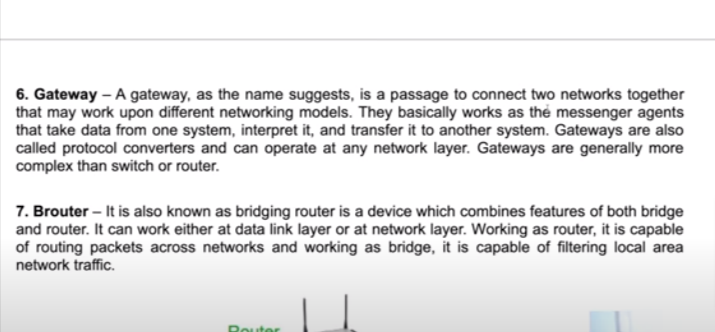 6. Gateway – A gateway, as the name suggests, is a passage to connect two networks together
that may work upon different networking models. They basically works as the messenger agents
that take data from one system, interpret it, and transfer it to another system. Gateways are also
called protocol converters and can operate at any network layer. Gateways are generally more
complex than switch or router.
7. Brouter – It is also known as bridging router is a device which combines features of both bridge
and router. It can work either at data link layer or at network layer. Working as router, it is capable
of routing packets across networks and working as bridge, it is capable of filtering local area
network traffic.
Router